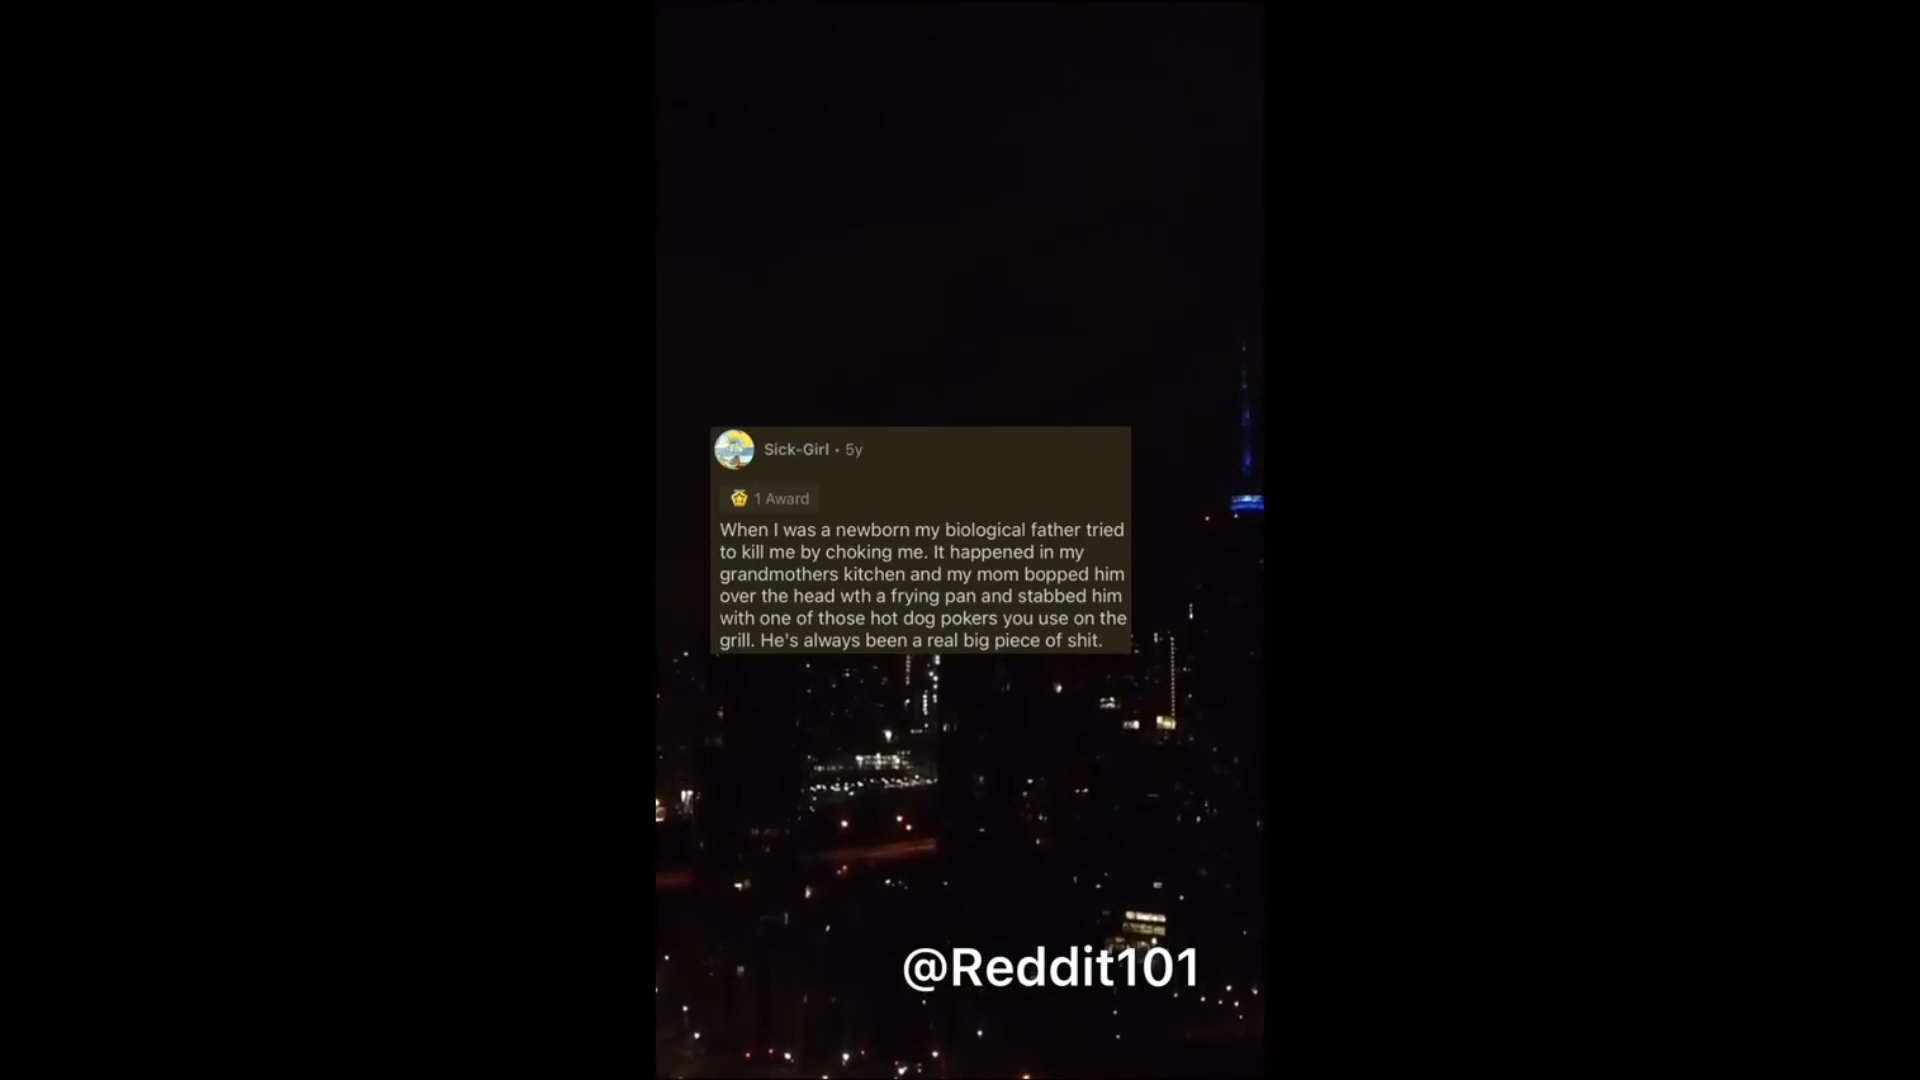 Sick-Girl • 5y
1 Award
When I was a newborn my biological father tried
to kill me by choking me. It happened in my
grandmothers kitchen and my mom bopped him
over the head wth a frying pan and stabbed him
with one of those hot dog pokers you use on the
grill. He's always been a real big piece of shit.
@Reddit101